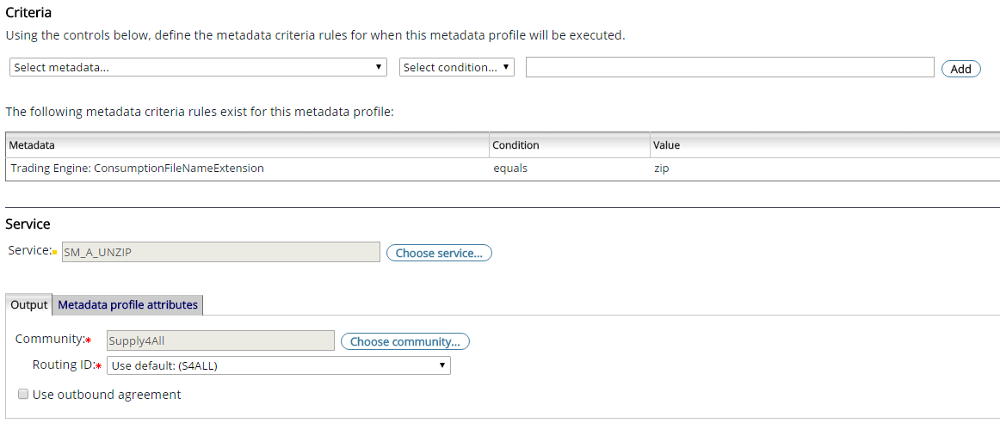 Criteria
Using the controls below, define the metadata criteria rules for when this metadata profile will be executed.
Select metadata... Select condition... Add
The following metadata criteria rules exist for this metadata profile:
Metadata Condition Value
Trading Engine: ConsumptionFileNameExtension equals zip
Service
Service: SM_A_UNZIP Choose service...
Output Metadata profile attributes
Community:* Supply4All Choose community...
Routing ID:* Use default: (S4ALL)
Use outbound agreement